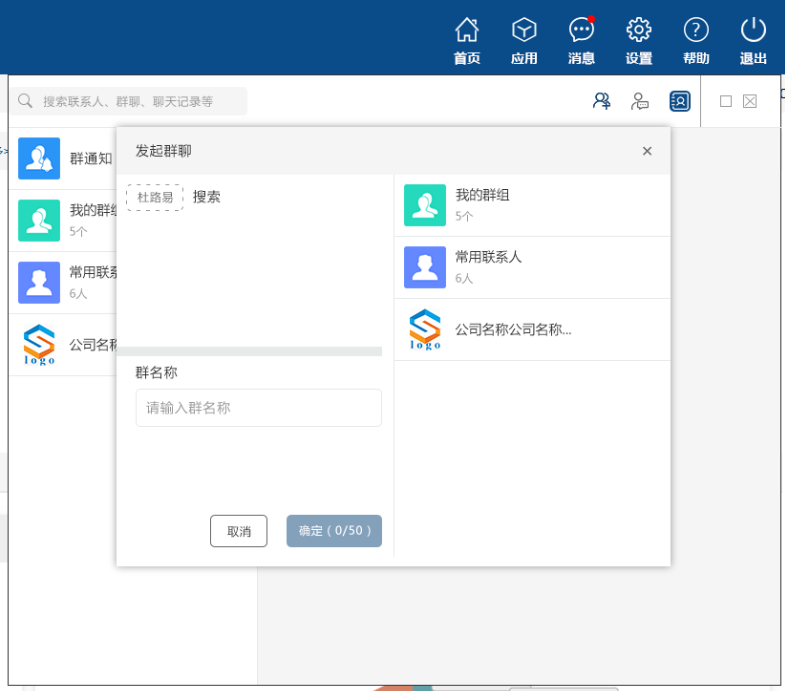 首页 应用 消息 设置 帮助 退出
搜索联系人、群聊、聊天记录等
群通知
我的群组
5个
常用联系
6人
公司名称
logo
发起群聊
杜路易 搜索
群名称
请输入群名称
取消 确定（0/50）
我的群组
5个
常用联系人
6人
公司名称公司名称...
logo